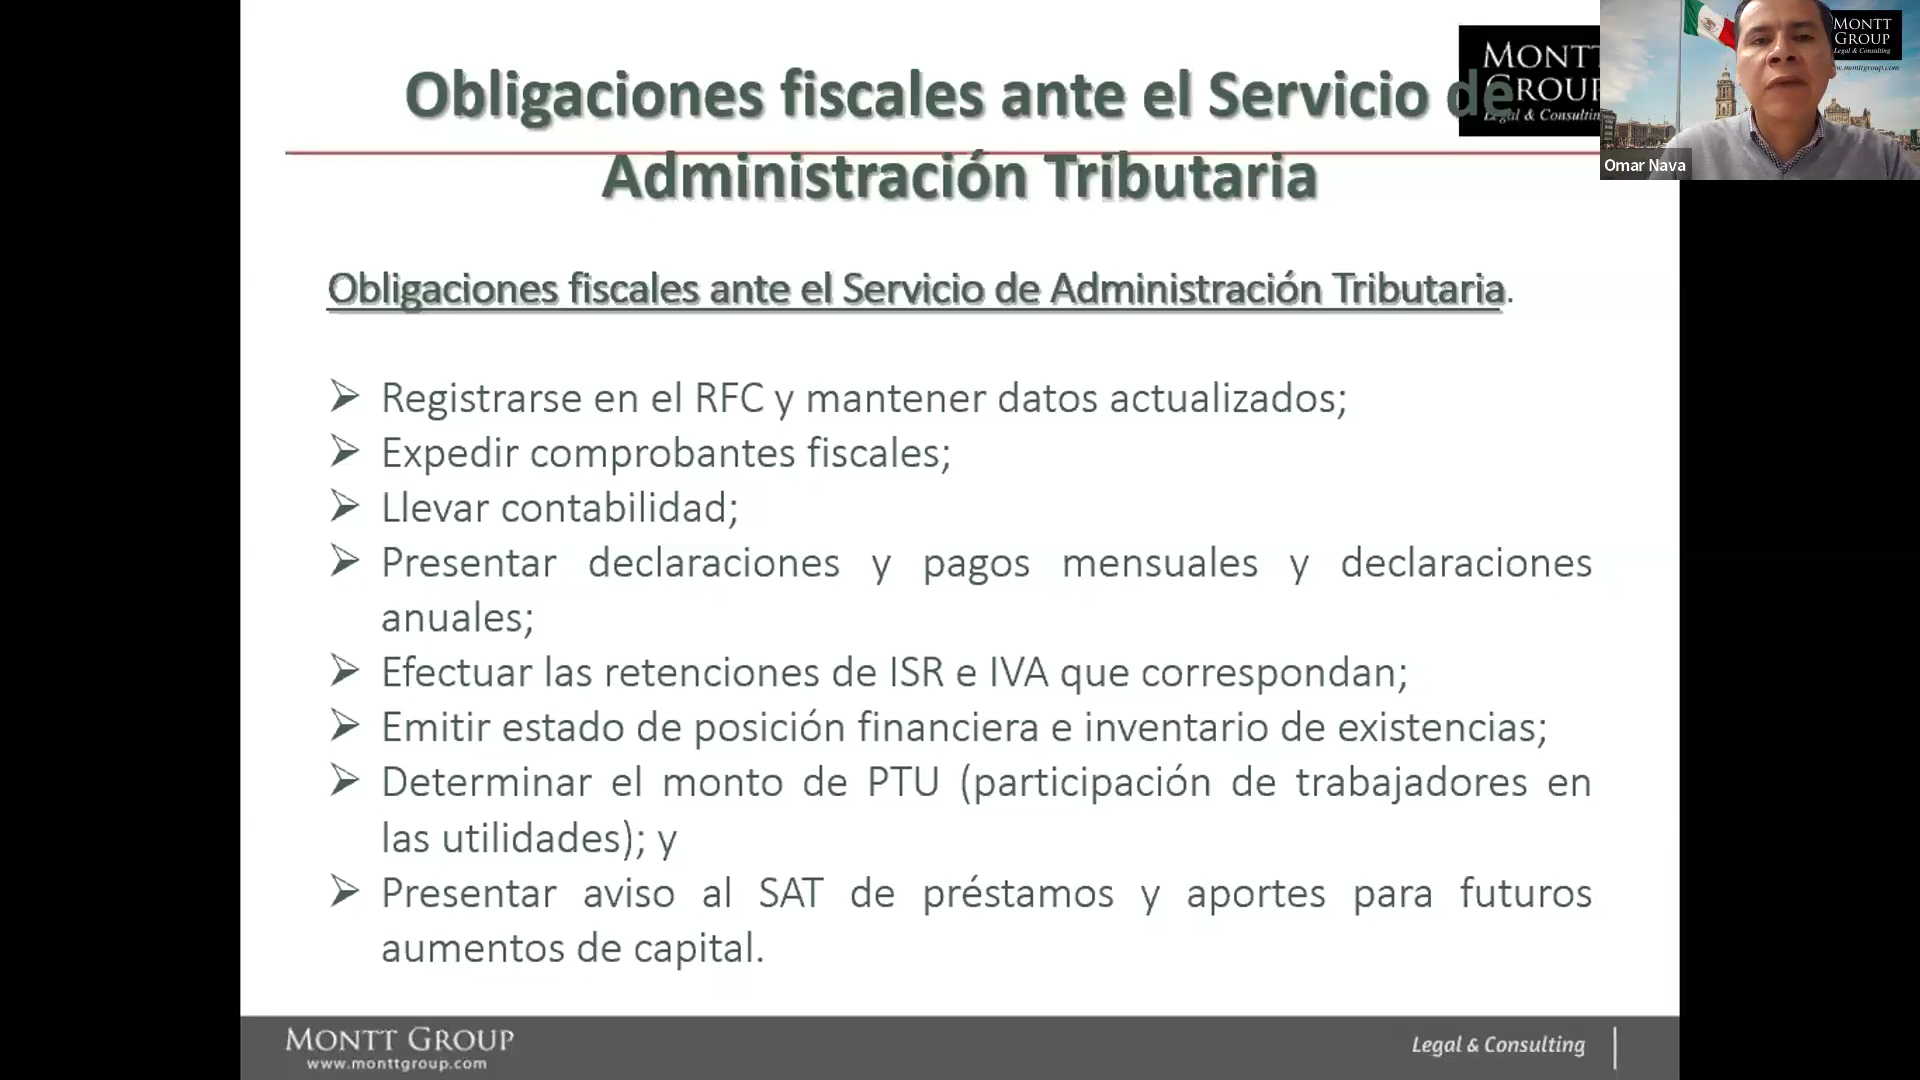 Obligaciones fiscales ante el Servicio de
Administración Tributaria
MONTT
GROUP
Legal & Consulting
MONTT
GROUP
Legal & Consulting
www.monttgroup.com
Omar Nava
Obligaciones fiscales ante el Servicio de Administración Tributaria.
➢ Registrarse en el RFC y mantener datos actualizados;
➢ Expedir comprobantes fiscales;
➢ Llevar contabilidad;
➢ Presentar declaraciones y pagos mensuales y declaraciones
anuales;
➢ Efectuar las retenciones de ISR e IVA que correspondan;
➢ Emitir estado de posición financiera e inventario de existencias;
➢ Determinar el monto de PTU (participación de trabajadores en
las utilidades); y
➢ Presentar aviso al SAT de préstamos y aportes para futuros
aumentos de capital.
MONTT GROUP
www.monttgroup.com
Legal & Consulting